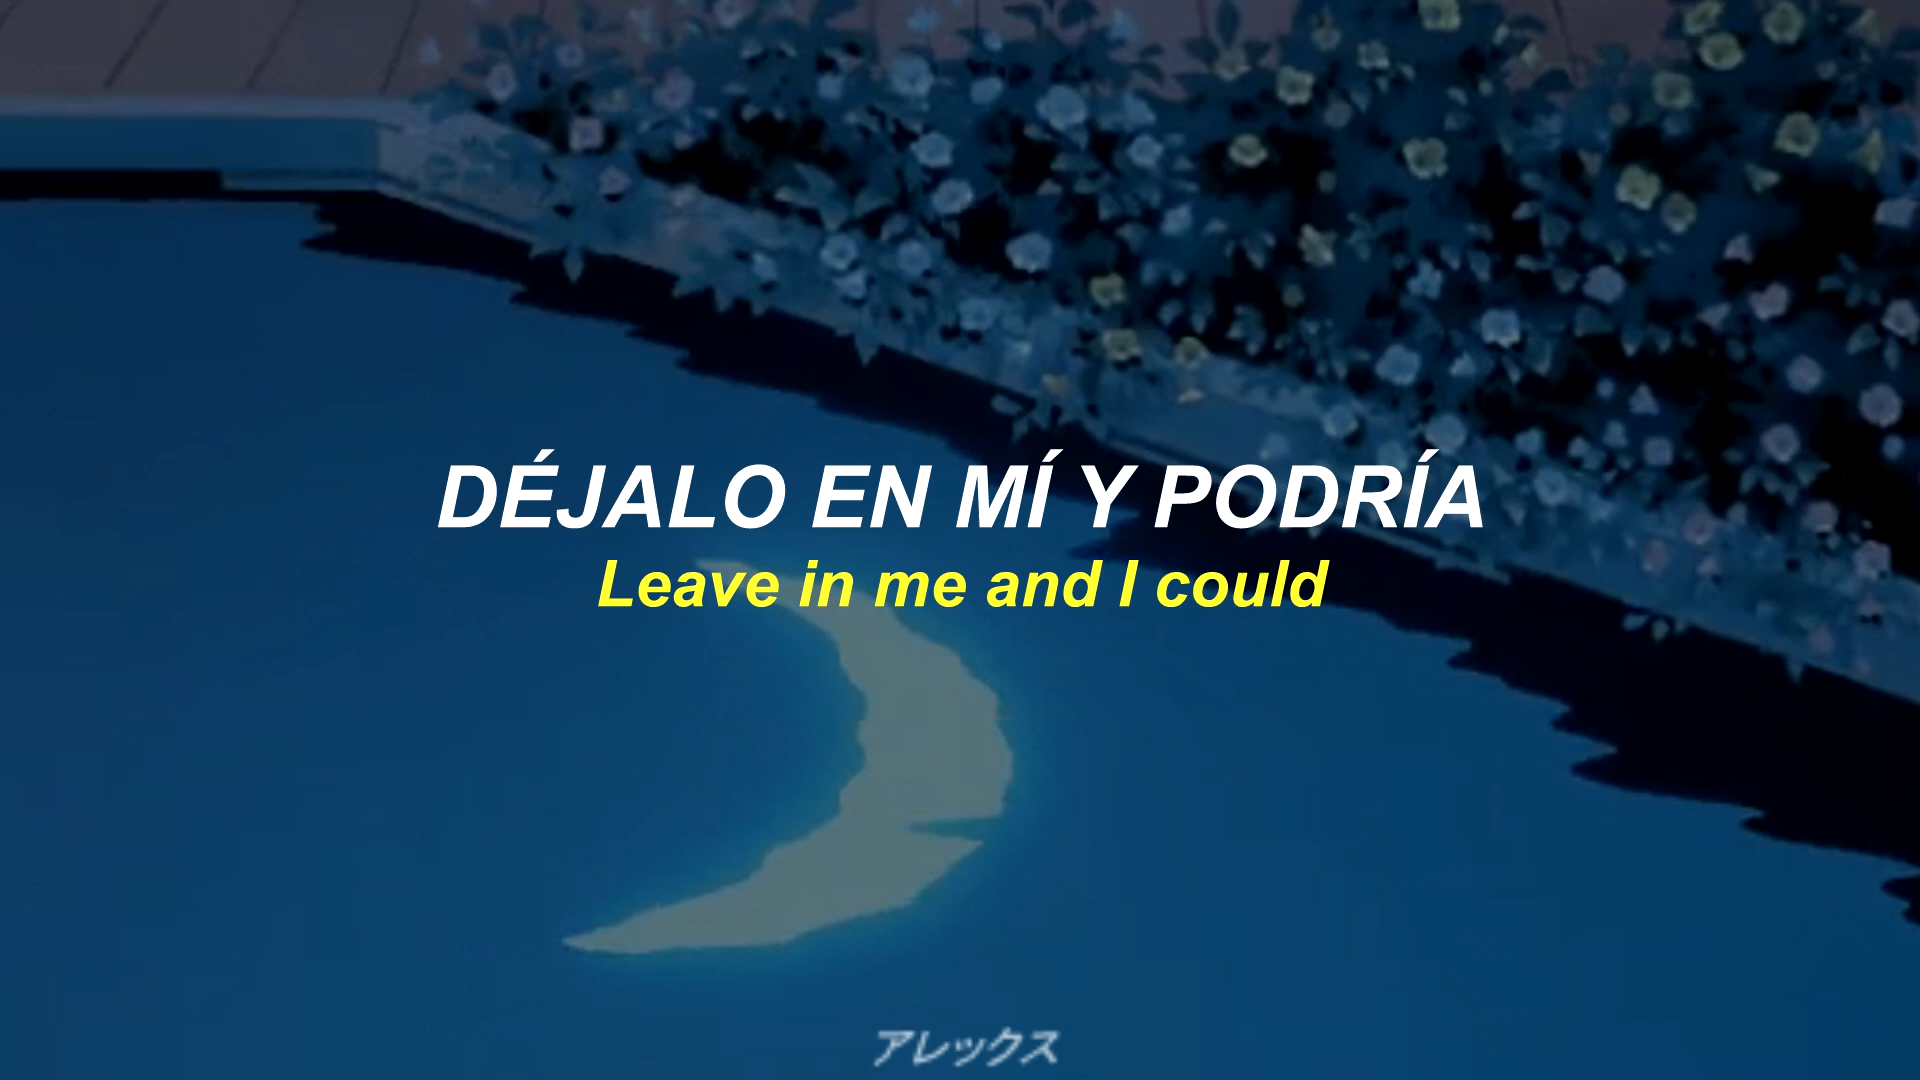 DÉJALO EN MÍ Y PODRÍA
Leave in me and I could
アレックス